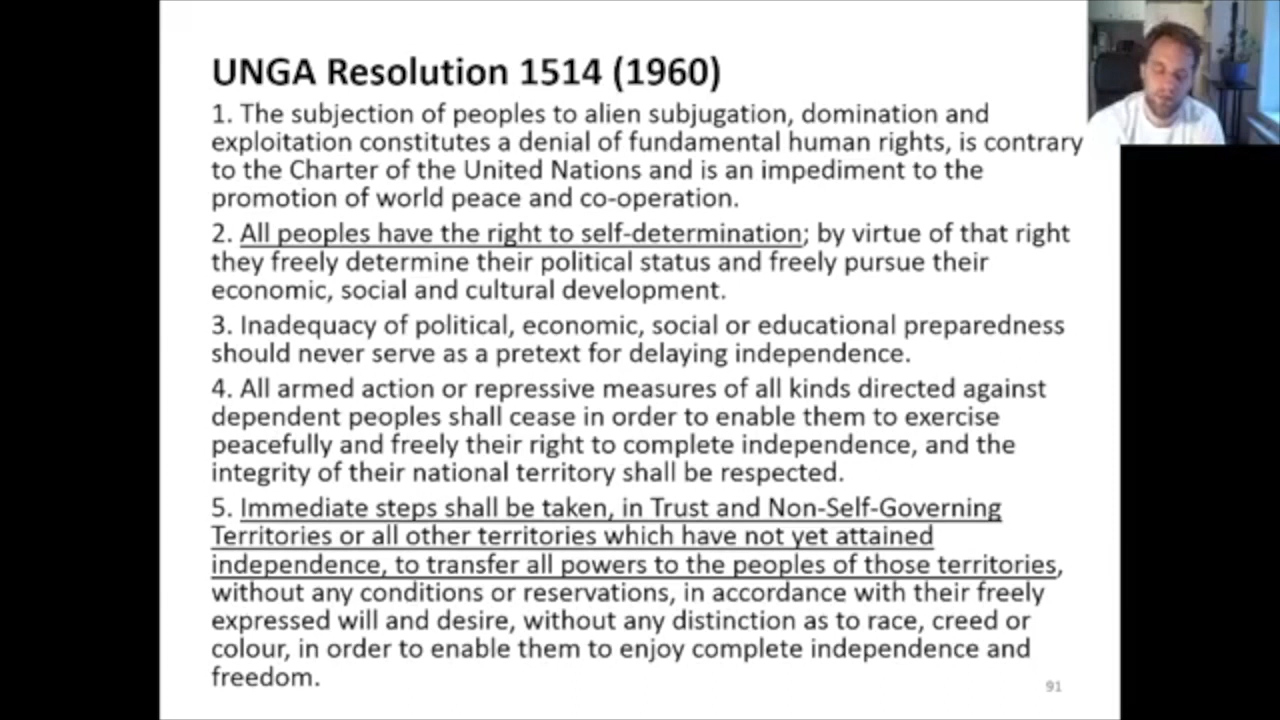 UNGA Resolution 1514 (1960)
1. The subjection of peoples to alien subjugation, domination and
exploitation constitutes a denial of fundamental human rights, is contrary
to the Charter of the United Nations and is an impediment to the
promotion of world peace and co-operation.
2. All peoples have the right to self-determination; by virtue of that right
they freely determine their political status and freely pursue their
economic, social and cultural development.
3. Inadequacy of political, economic, social or educational preparedness
should never serve as a pretext for delaying independence.
4. All armed action or repressive measures of all kinds directed against
dependent peoples shall cease in order to enable them to exercise
peacefully and freely their right to complete independence, and the
integrity of their national territory shall be respected.
5. Immediate steps shall be taken, in Trust and Non-Self-Governing
Territories or all other territories which have not yet attained
independence, to transfer all powers to the peoples of those territories,
without any conditions or reservations, in accordance with their freely
expressed will and desire, without any distinction as to race, creed or
colour, in order to enable them to enjoy complete independence and
freedom.
91